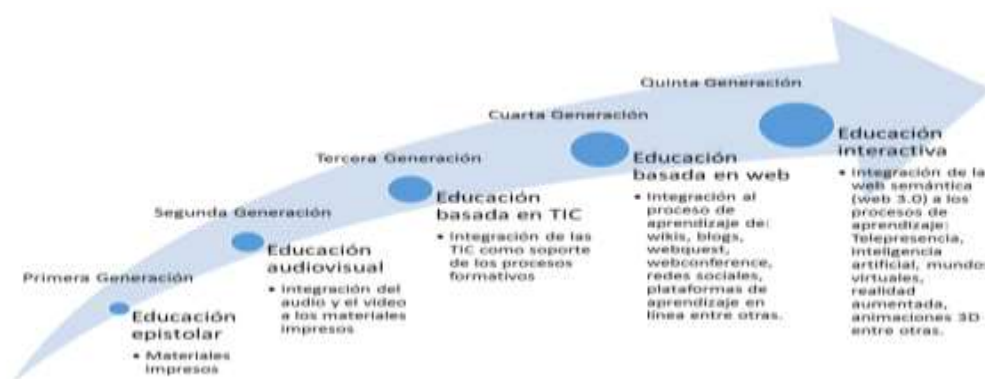 Primera Generación
Educación
epistolar
• Materiales
impresos
Segunda Generación
Educación
audiovisual
• Integración del
audio y el video
a los materiales
impresos
Tercera Generación
Educación
basada en TIC
• Integración de las
TIC como soporte
de los procesos
formativos
Cuarta Generación
Educación
basada en web
• Integración al
proceso de
aprendizaje de:
wikis, blogs,
webquest,
webconference,
redes sociales,
plataformas de
aprendizaje en
línea entre otras.
Quinta Generación
Educación
interactiva
• Integración de la
web semántica
(web 3.0) a los
procesos de
aprendizaje:
Telepresencia,
inteligencia
artificial, mundos
virtuales,
realidad
aumentada,
animaciones 3D
entre otras.